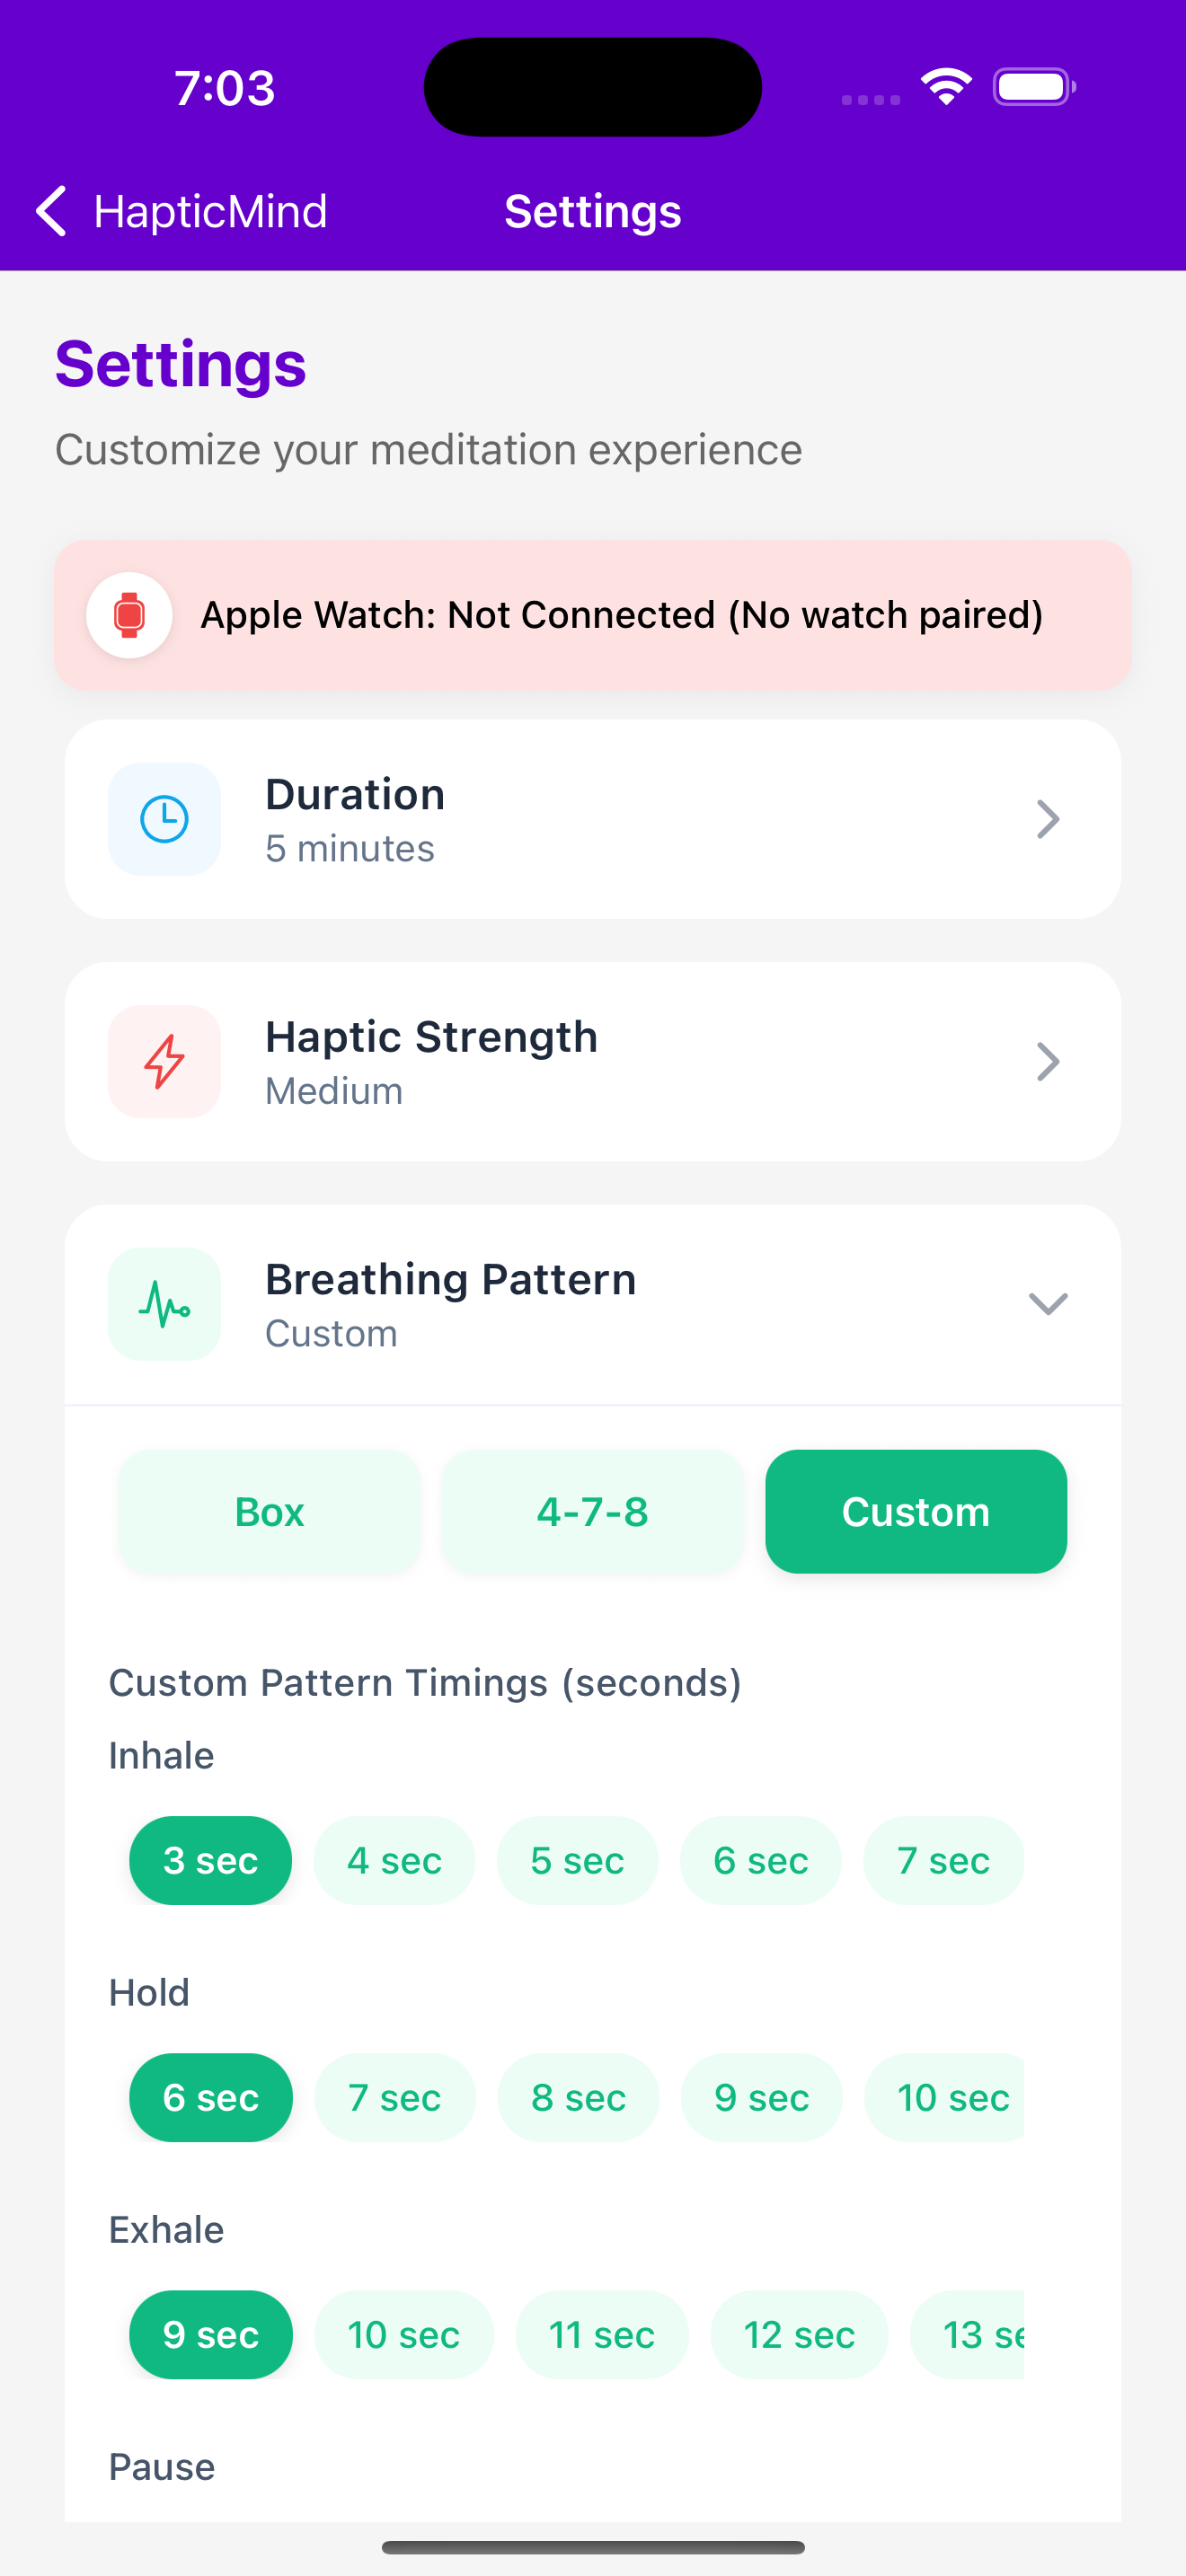 7:03
HapticMind Settings
Settings
Customize your meditation experience
Apple Watch: Not Connected (No watch paired)
Duration
5 minutes
Haptic Strength
Medium
Breathing Pattern
Custom
Box 4-7-8 Custom
Custom Pattern Timings (seconds)
Inhale
3 sec 4 sec 5 sec 6 sec 7 sec
Hold
6 sec 7 sec 8 sec 9 sec 10 sec
Exhale
9 sec 10 sec 11 sec 12 sec 13 se
Pause